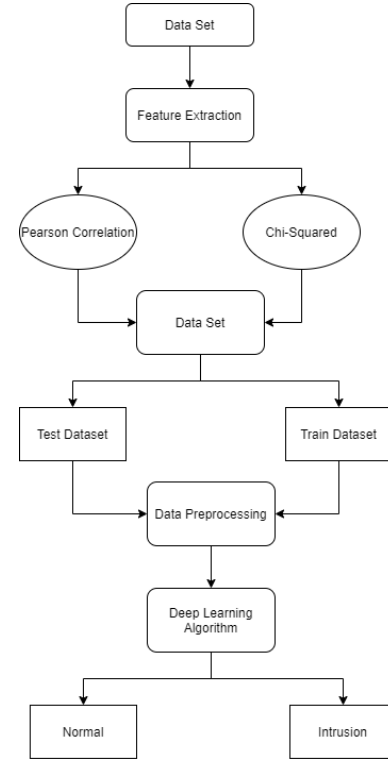 Data Set
Feature Extraction
Pearson Correlation
Chi-Squared
Data Set
Test Dataset
Train Dataset
Data Preprocessing
Deep Learning
Algorithm
Normal
Intrusion